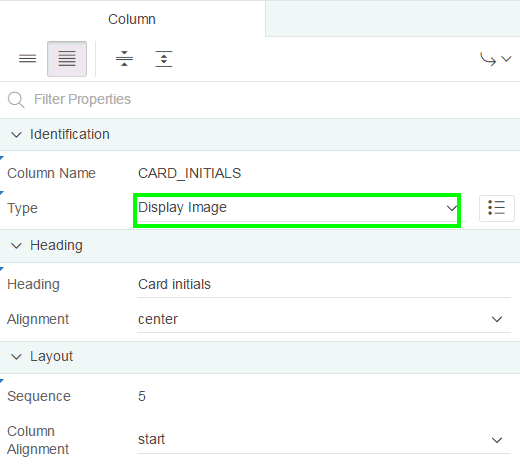 Column
Filter Properties
Identification
Column Name CARD_INITIALS
Type Display Image
Heading
Heading Card initials
Alignment center
Layout
Sequence 5
Column
Alignment start